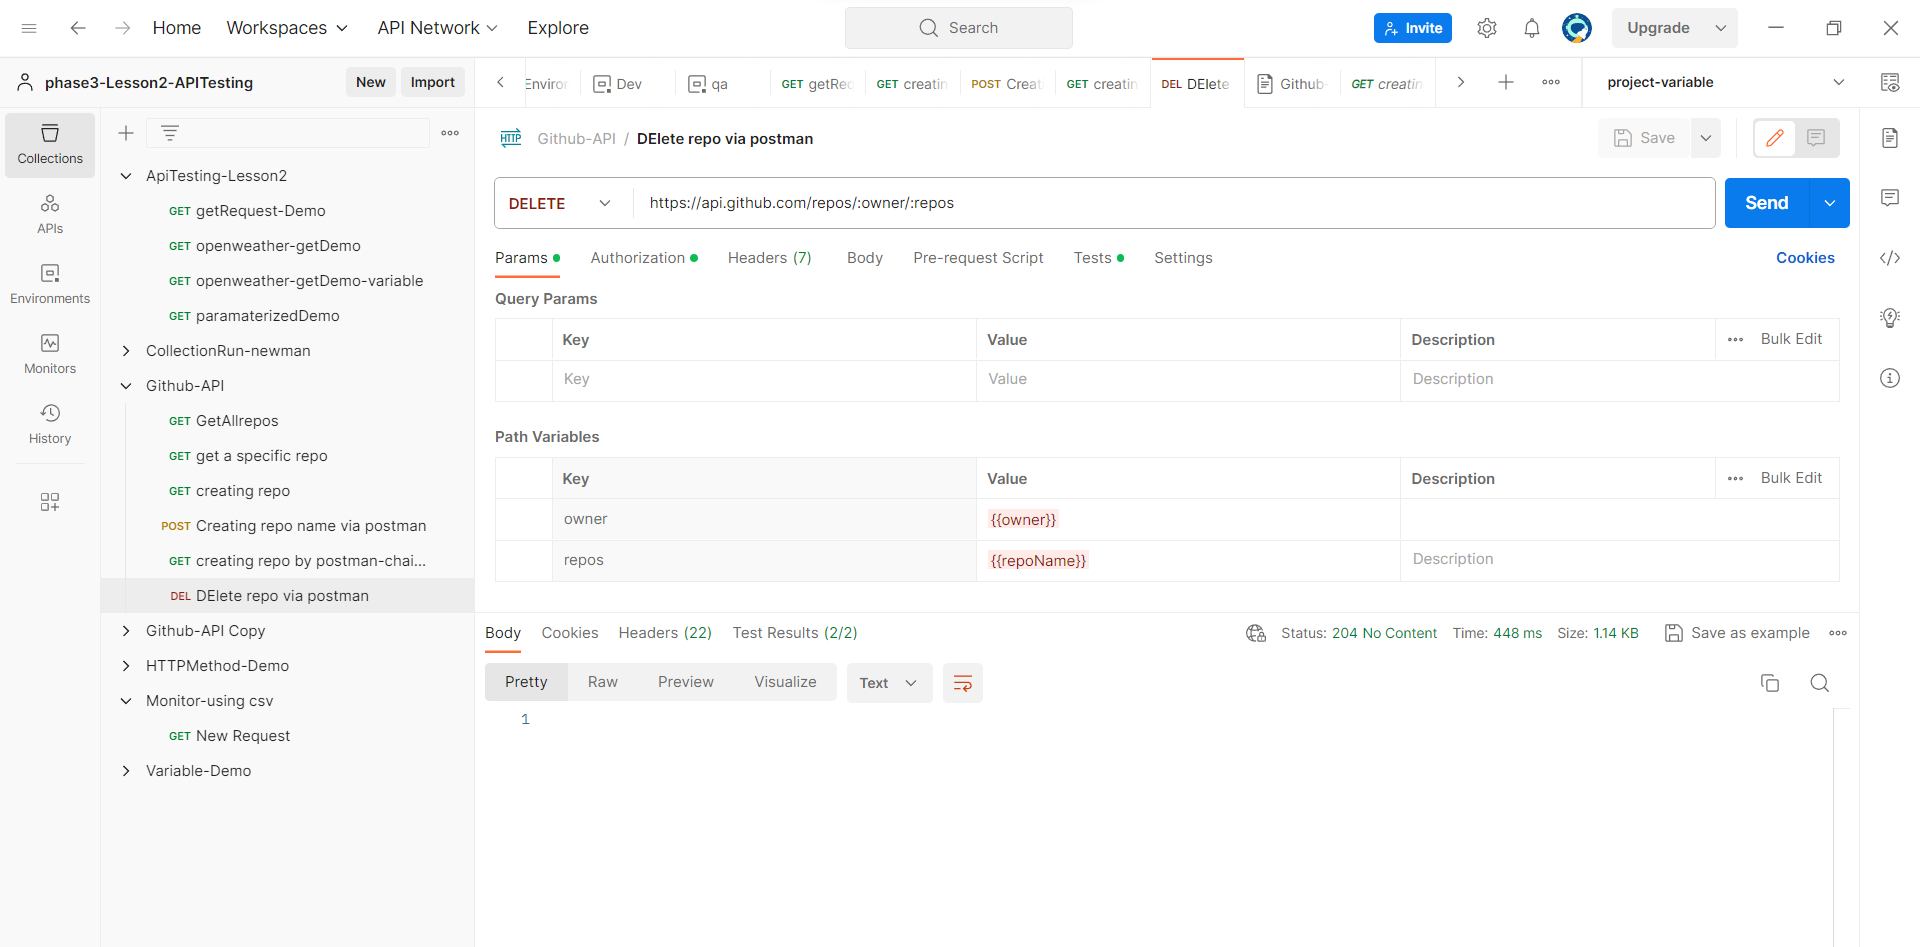 Home Workspaces API Network Explore Search Invite Upgrade
phase3-Lesson2-APITesting New Import
Environ Dev qa GET getRec GET creatin POST Creat GET creatin DEL DElete Github GET creatin project-variable
Collections
APIs
Environments
Monitors
History
ApiTesting-Lesson2
GET getRequest-Demo
GET openweather-getDemo
GET openweather-getDemo-variable
GET paramaterizedDemo
CollectionRun-newman
Github-API
GET GetAllrepos
GET get a specific repo
GET creating repo
POST Creating repo name via postman
GET creating repo by postman-chai...
DEL DElete repo via postman
Github-API Copy
HTTPMethod-Demo
Monitor-using csv
GET New Request
Variable-Demo
HTTP Github-API / DElete repo via postman Save
DELETE https://api.github.com/repos/:owner/:repos Send
Params Authorization Headers (7) Body Pre-request Script Tests Settings Cookies
Query Params
Key Value Description Bulk Edit
Key Value Description
Path Variables
Key Value Description Bulk Edit
owner {{owner}}
repos {{repoName}} Description
Body Cookies Headers (22) Test Results (2/2) Status: 204 No Content Time: 448 ms Size: 1.14 KB Save as example
Pretty Raw Preview Visualize Text
1